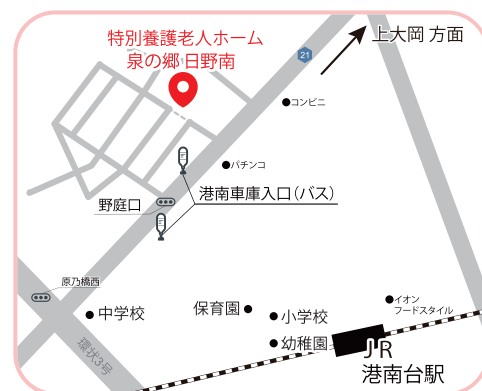 特別養護老人ホーム
泉の郷日野南
上大岡 方面
21
コンビニ
パチンコ
港南車庫入口(バス)
野庭口
原乃橋西
中学校
保育園
小学校
幼稚園
イオン
フードスタイル
環状3号
JR
港南台駅